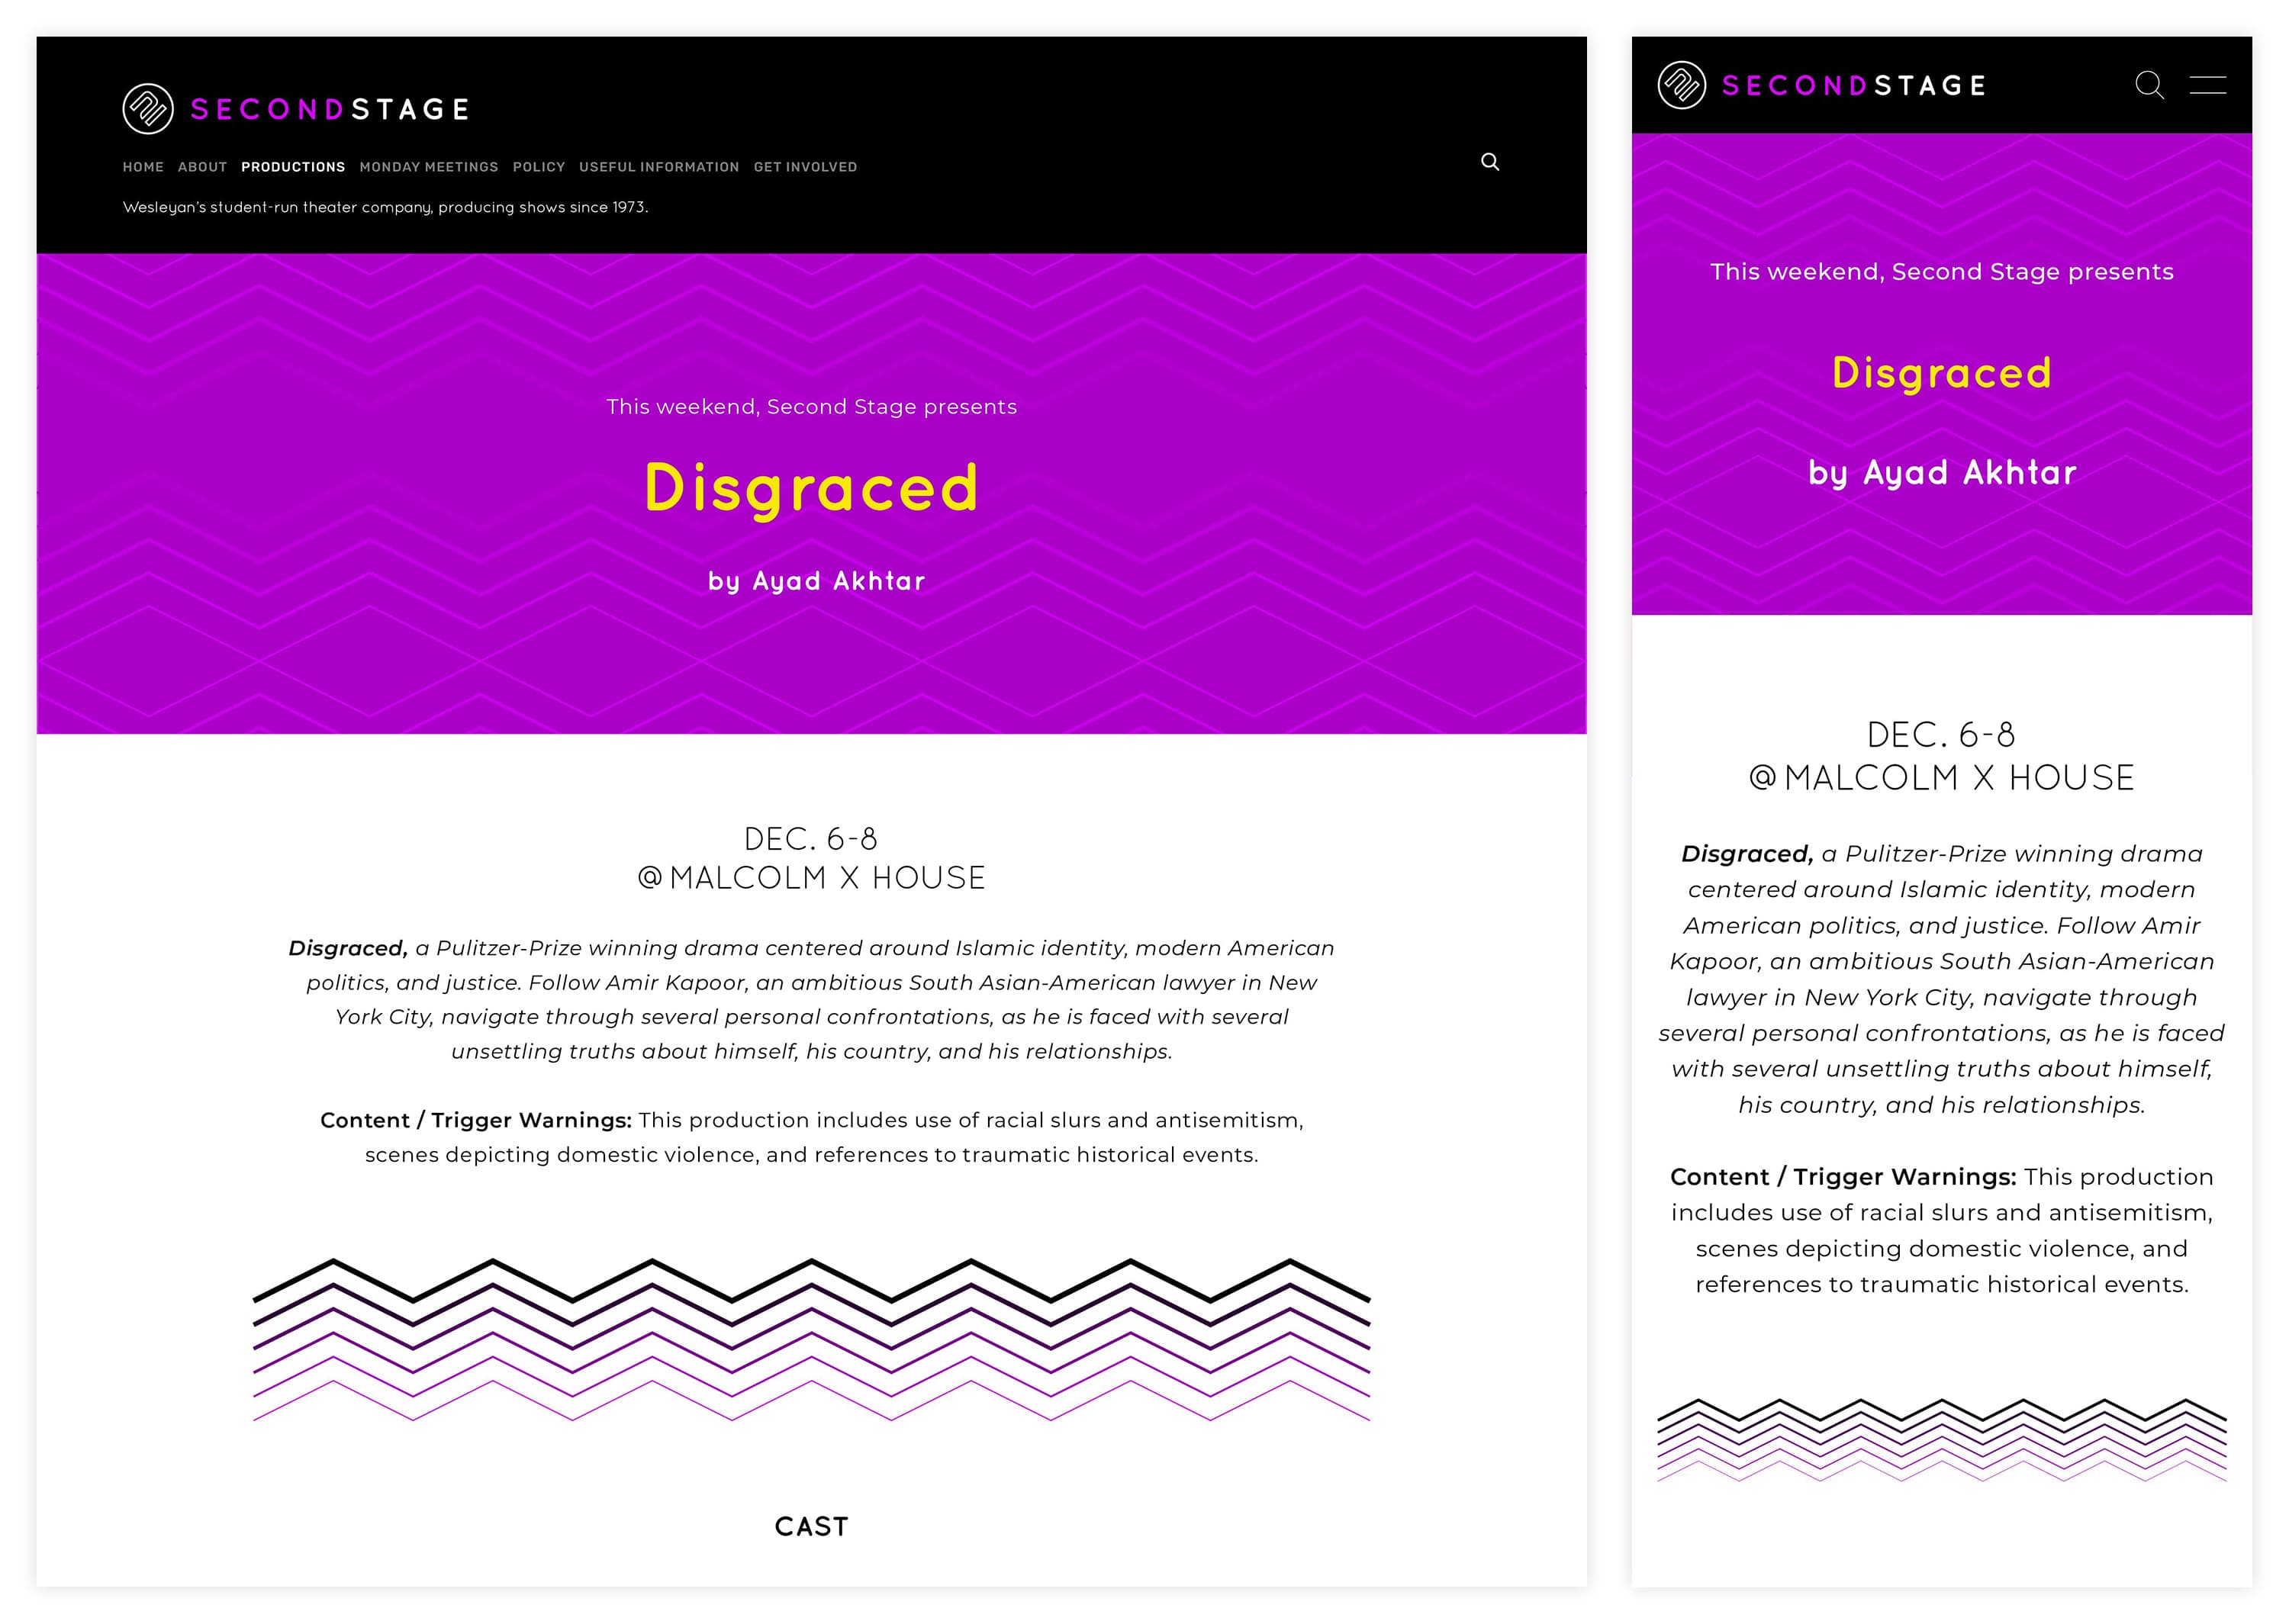 SECONDSTAGE
HOME ABOUT PRODUCTIONS MONDAY MEETINGS POLICY USEFUL INFORMATION GET INVOLVED
Wesleyan's student-run theater company, producing shows since 1973.
This weekend, Second Stage presents
Disgraced
by Ayad Akhtar
DEC. 6-8
@MALCOLM X HOUSE
Disgraced, a Pulitzer-Prize winning drama centered around Islamic identity, modern American
politics, and justice. Follow Amir Kapoor, an ambitious South Asian-American lawyer in New
York City, navigate through several personal confrontations, as he is faced with several
unsettling truths about himself, his country, and his relationships.
Content / Trigger Warnings: This production includes use of racial slurs and antisemitism,
scenes depicting domestic violence, and references to traumatic historical events.
CAST
SECONDSTAGE
This weekend, Second Stage presents
Disgraced
by Ayad Akhtar
DEC. 6-8
@MALCOLM X HOUSE
Disgraced, a Pulitzer-Prize winning drama
centered around Islamic identity, modern
American politics, and justice. Follow Amir
Kapoor, an ambitious South Asian-American
lawyer in New York City, navigate through
several personal confrontations, as he is faced
with several unsettling truths about himself,
his country, and his relationships.
Content / Trigger Warnings: This production
includes use of racial slurs and antisemitism,
scenes depicting domestic violence, and
references to traumatic historical events.